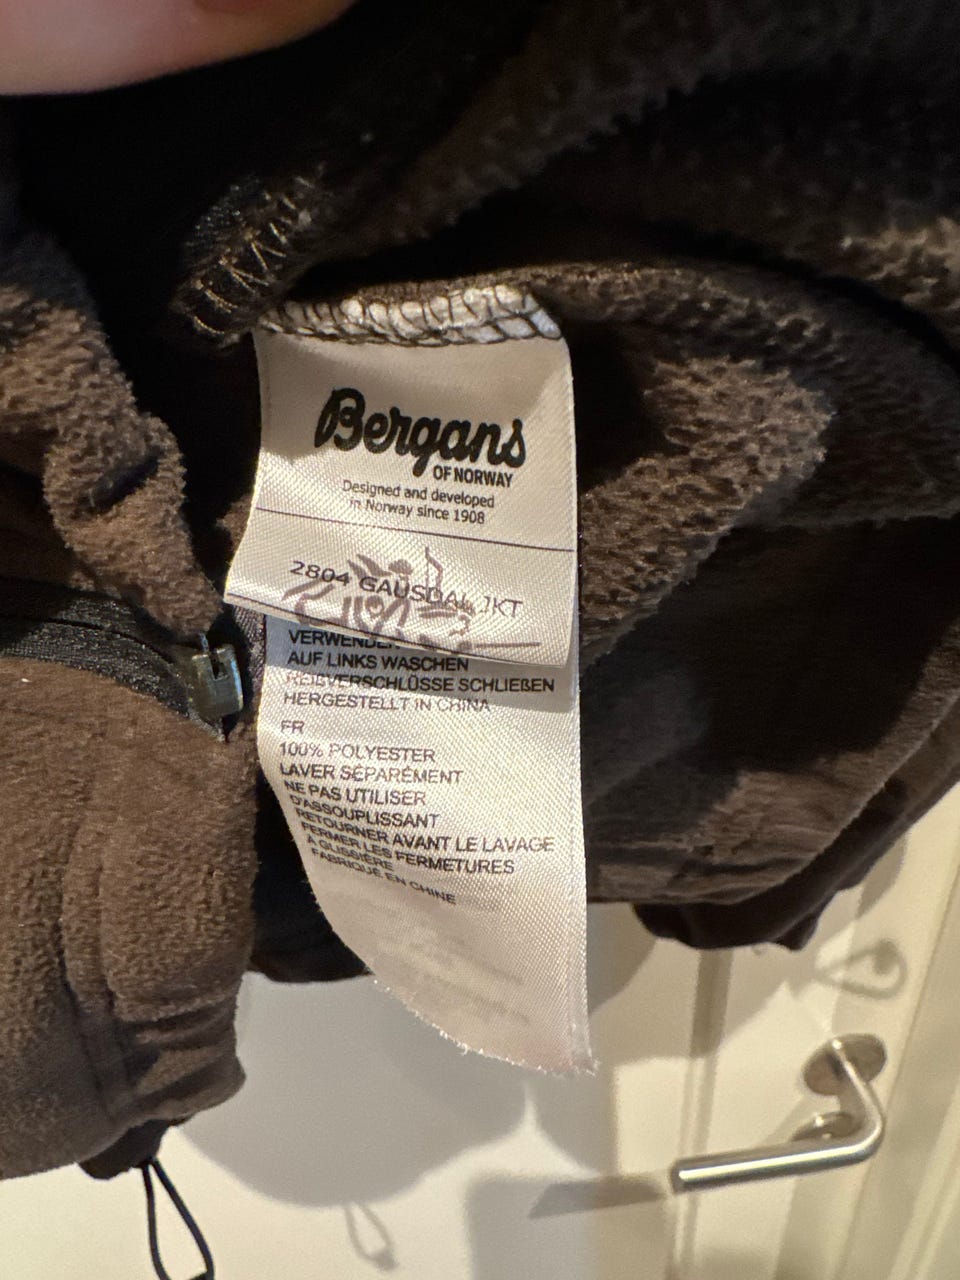 Bergans
OF NORWAY
Designed and developed
in Norway since 1908
2804 GAUSDAL JKT
VERWENDEN
AUF LINKS WASCHEN
REIßVERSCHLÜSSE SCHLIEßEN
HERGESTELLT IN CHINA
FR
100% POLYESTER
LAVER SÉPARÉMENT
NE PAS UTILISER
D'ASSOUPLISSANT
RETOURNER AVANT LE LAVAGE
FERMER LES FERMETURES
À GLISSIÈRE
FABRIQUÉ EN CHINE